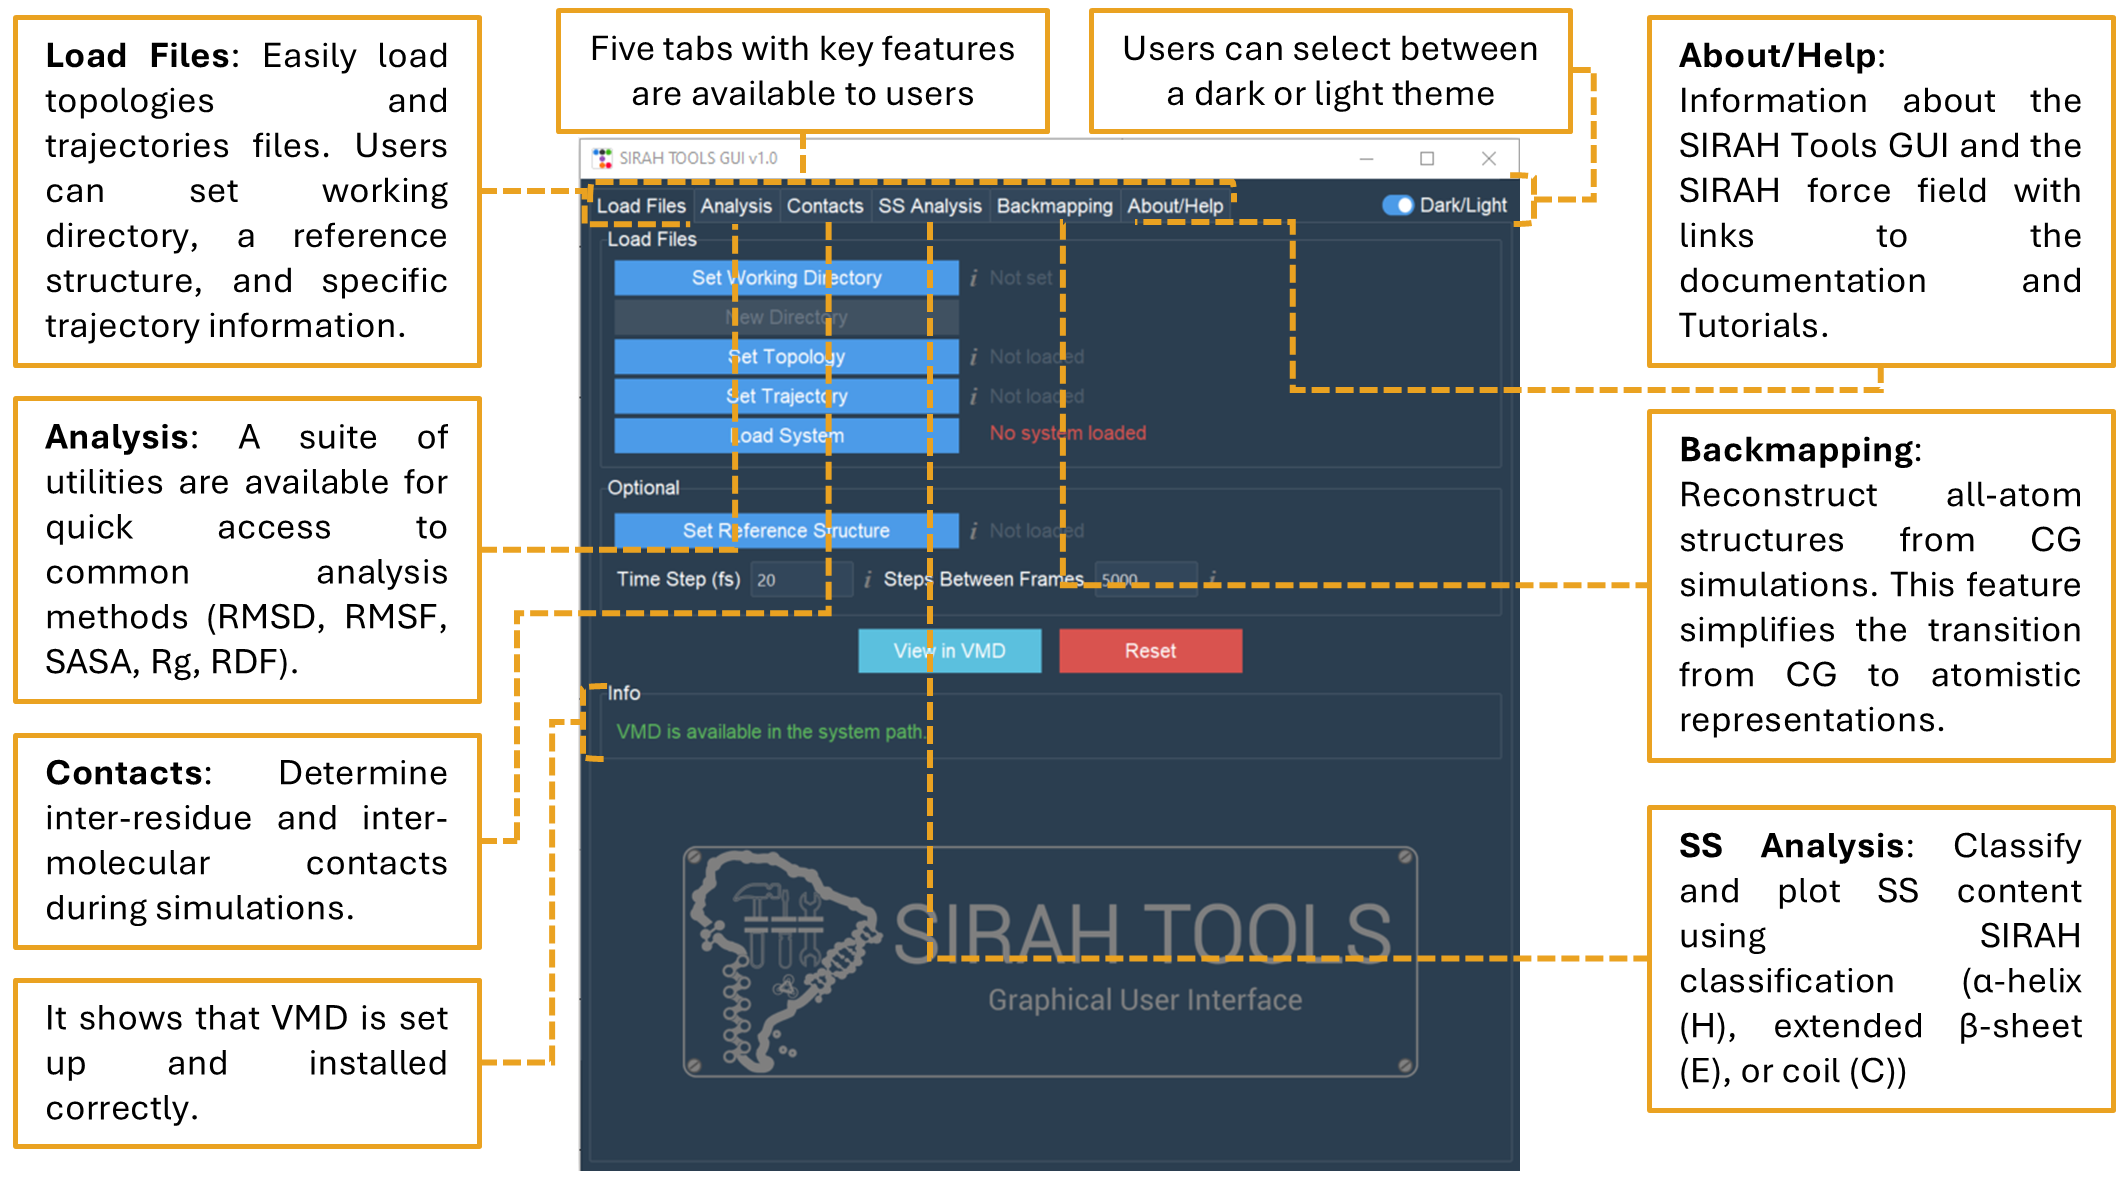 Load Files: Easily load
topologies and
trajectories files. Users
can set working
directory, a reference
structure, and specific
trajectory information.
Analysis: A suite of
utilities are available for
quick access to
common analysis
methods (RMSD, RMSF,
SASA, Rg, RDF).
Contacts: Determine
inter-residue and inter-
molecular contacts
during simulations.
It shows that VMD is set
up and installed
correctly.
Five tabs with key features
are available to users
Users can select between
a dark or light theme
SIRAH TOOLS GUI v1.0
Load Files Analysis Contacts SS Analysis Backmapping About/Help Dark/Light
Load Files
Set Working Directory i Not set
New Directory
Set Topology i Not loaded
Set Trajectory i Not loaded
Load System No system loaded
Optional
Set Reference Structure i Not loaded
Time Step (fs) 20 i Steps Between Frames 5000 i
View in VMD Reset
Info
VMD is available in the system path.
SIRAH TOOLS
Graphical User Interface
About/Help:
Information about the
SIRAH Tools GUI and the
SIRAH force field with
links to the
documentation and
Tutorials.
Backmapping:
Reconstruct all-atom
structures from CG
simulations. This feature
simplifies the transition
from CG to atomistic
representations.
SS Analysis: Classify
and plot SS content
using SIRAH
classification (α-helix
(H), extended β-sheet
(E), or coil (C))